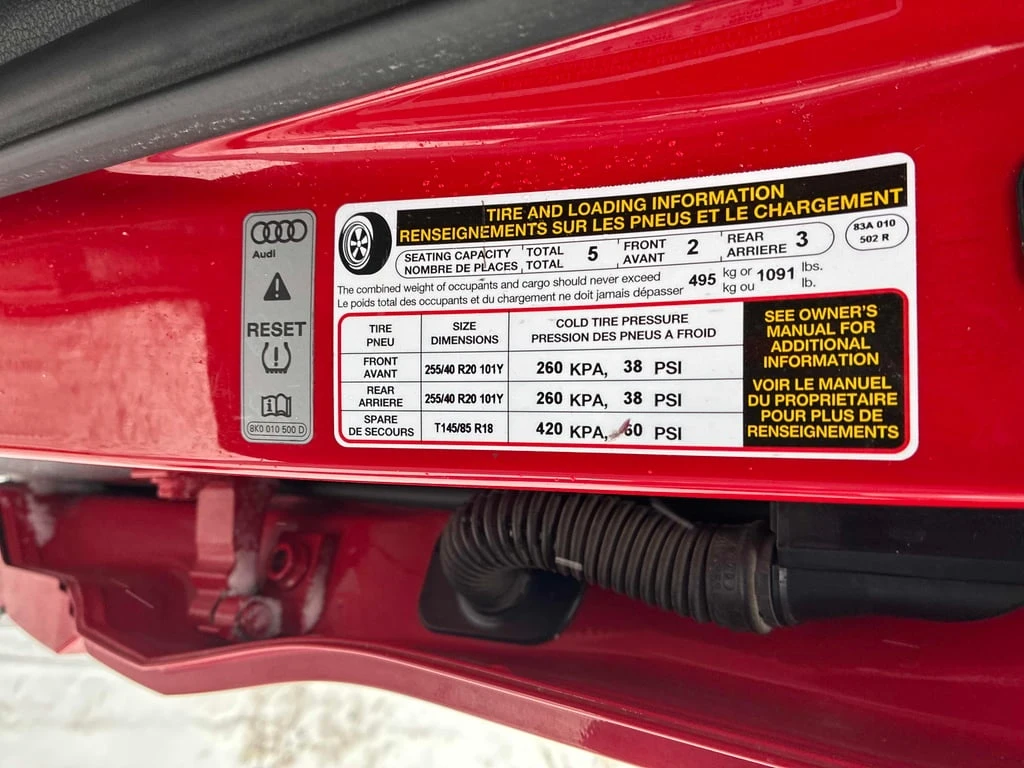 Audi
RESET
8K0 010 500 D
TIRE AND LOADING INFORMATION
RENSEIGNEMENTS SUR LES PNEUS ET LE CHARGEMENT
SEATING CAPACITY TOTAL 5 FRONT 2 REAR 3
NOMBRE DE PLACES TOTAL AVANT ARRIERE
83A 010
502 R
The combined weight of occupants and cargo should never exceed 495 kg or 1091 lbs.
Le poids total des occupants et du chargement ne doit jamais dépasser kg ou lb.
TIRE SIZE COLD TIRE PRESSURE
PNEU DIMENSIONS PRESSION DES PNEUS A FROID
FRONT
AVANT 255/40 R20 101Y 260 KPA, 38 PSI
REAR
ARRIERE 255/40 R20 101Y 260 KPA, 38 PSI
SPARE
DE SECOURS T145/85 R18 420 KPA, 60 PSI
SEE OWNER'S
MANUAL FOR
ADDITIONAL
INFORMATION
VOIR LE MANUEL
DU PROPRIETAIRE
POUR PLUS DE
RENSEIGNEMENTS